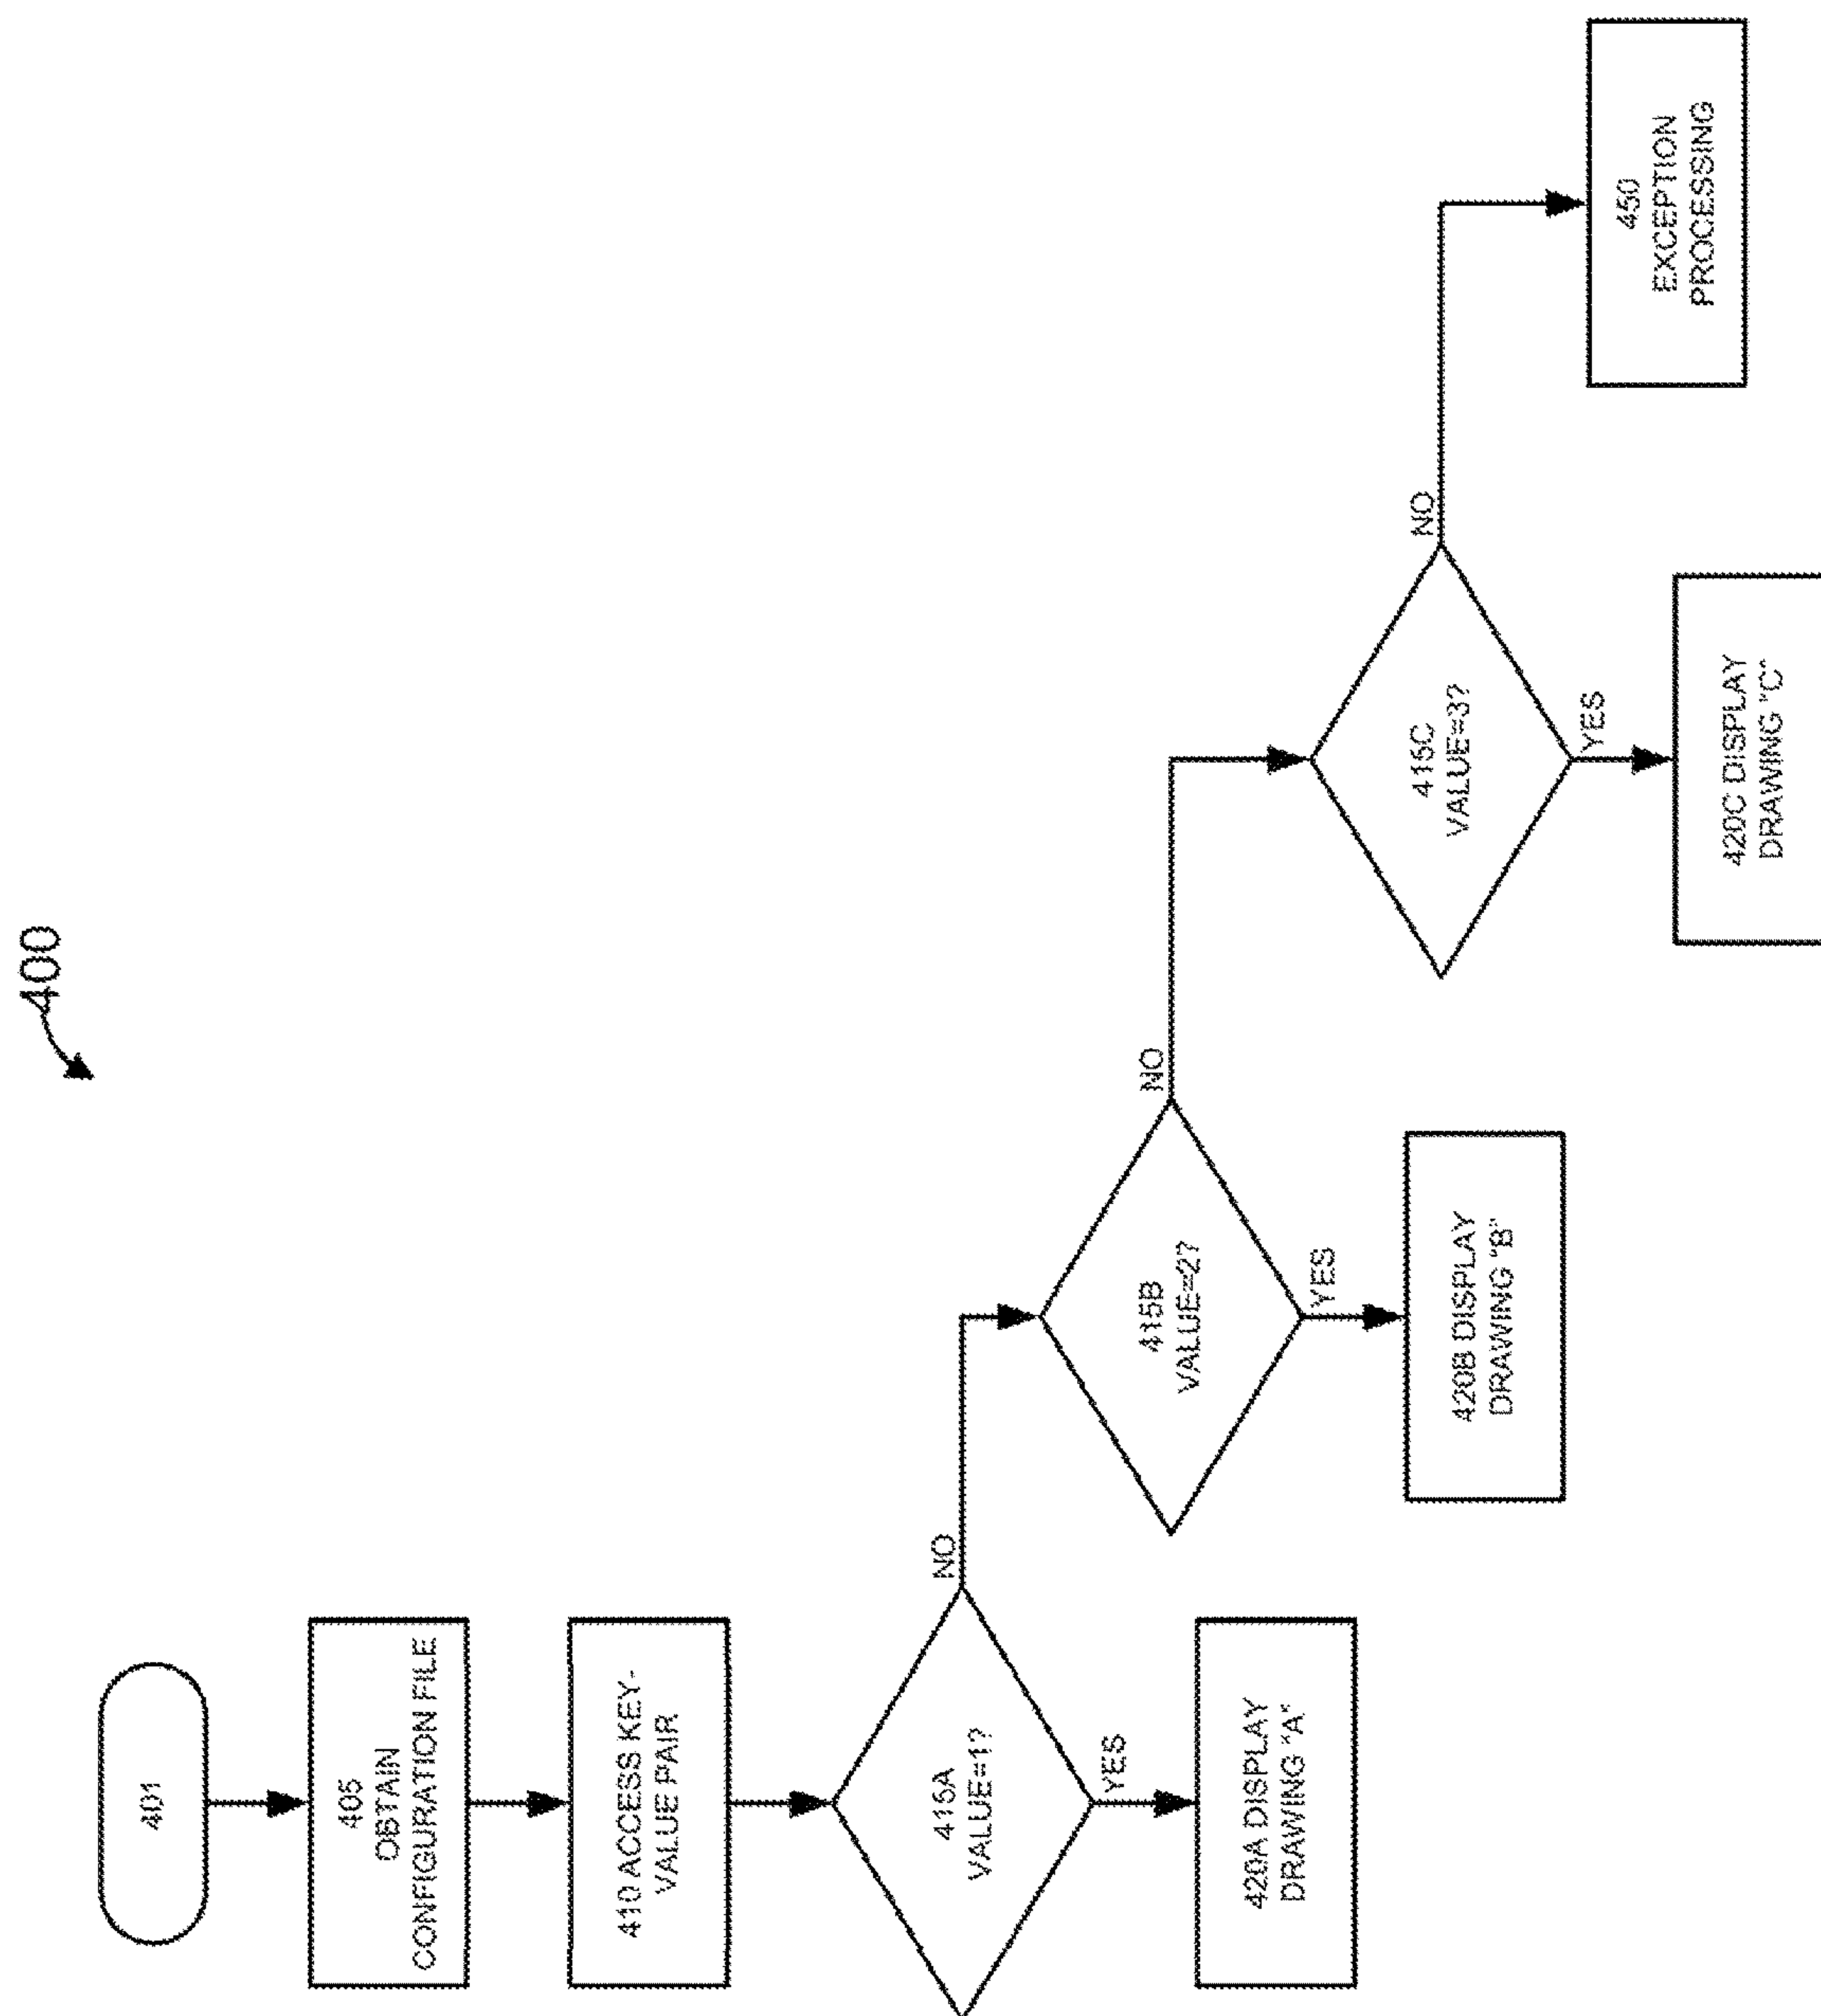 400
401
405
OBTAIN
CONFIGURATION FILE
410 ACCESS KEY-
VALUE PAIR
415A
VALUE=1?
NO
YES
420A DISPLAY
DRAWING "A"
415B
VALUE=2?
NO
YES
420B DISPLAY
DRAWING "B"
415C
VALUE=3?
NO
YES
420C DISPLAY
DRAWING "C"
450
EXCEPTION
PROCESSING